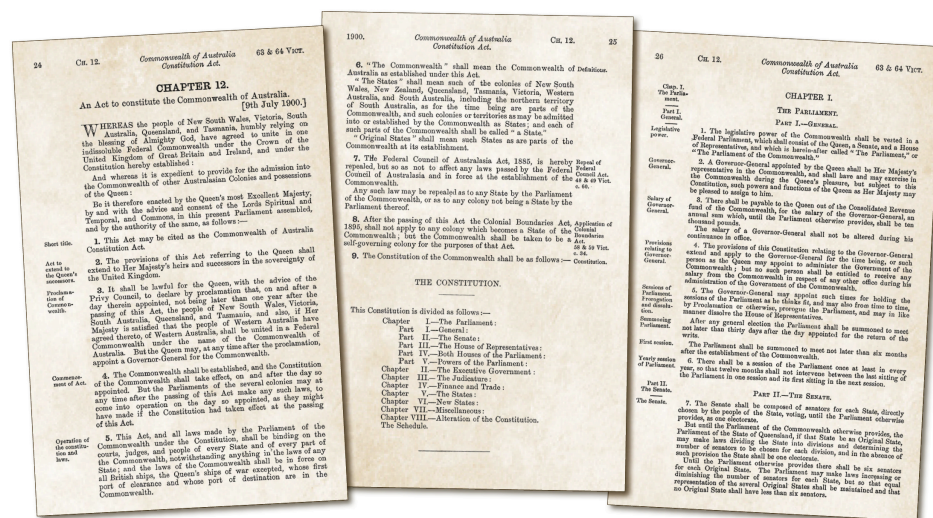 24 CH. 12. Commonwealth of Australia 63 & 64 VICT.
Constitution Act.
CHAPTER 12.
An Act to constitute the Commonwealth of Australia.
[9th July 1900.]
WHEREAS the people of New South Wales, Victoria, South
Australia, Queensland, and Tasmania, humbly relying on
the blessing of Almighty God, have agreed to unite in one
indissoluble Federal Commonwealth under the Crown of the
United Kingdom of Great Britain and Ireland, and under the
Constitution hereby established :
And whereas it is expedient to provide for the admission into
the Commonwealth of other Australasian Colonies and possessions
of the Queen :
Be it therefore enacted by the Queen's most Excellent Majesty,
by and with the advice and consent of the Lords Spiritual and
Temporal, and Commons, in this present Parliament assembled,
and by the authority of the same, as follows :—
Short title.
1. This Act may be cited as the Commonwealth of Australia
Constitution Act.
Act to
extend to
the Queen's
successors.
2. The provisions of this Act referring to the Queen shall
extend to Her Majesty's heirs and successors in the sovereignty of
the United Kingdom.
Proclama-
tion of
Common-
wealth.
3. It shall be lawful for the Queen, with the advice of the
Privy Council, to declare by proclamation that, on and after a
day therein appointed, not being later than one year after the
passing of this Act, the people of New South Wales, Victoria,
South Australia, Queensland, and Tasmania, and also, if Her
Majesty is satisfied that the people of Western Australia have
agreed thereto, of Western Australia, shall be united in a Federal
Commonwealth under the name of the Commonwealth of
Australia. But the Queen may, at any time after the proclamation,
appoint a Governor-General for the Commonwealth.
Commence-
ment of Act.
4. The Commonwealth shall be established, and the Constitution
of the Commonwealth shall take effect, on and after the day so
appointed. But the Parliaments of the several colonies may at
any time after the passing of this Act make any such laws, to
come into operation on the day so appointed, as they might
have made if the Constitution had taken effect at the passing
of this Act.
Operation of
the constitu-
tion and
laws.
5. This Act, and all laws made by the Parliament of the
Commonwealth under the Constitution, shall be binding on the
courts, judges, and people of every State and of every part of
the Commonwealth, notwithstanding anything in the laws of any
State ; and the laws of the Commonwealth shall be in force on
all British ships, the Queen's ships of war excepted, whose first
port of clearance and whose port of destination are in the
Commonwealth.
1900. Commonwealth of Australia CH. 12. 25
Constitution Act.
6. "The Commonwealth" shall mean the Commonwealth of Definitions.
Australia as established under this Act.
"The States" shall mean such of the colonies of New South
Wales, New Zealand, Queensland, Tasmania, Victoria, Western
Australia, and South Australia, including the northern territory
of South Australia, as for the time being are parts of the
Commonwealth, and such colonies or territories as may be admitted
into or established by the Commonwealth as States ; and each of
such parts of the Commonwealth shall be called "a State."
"Original States" shall mean such States as are parts of the
Commonwealth at its establishment.
7. The Federal Council of Australasia Act, 1885, is hereby
repealed, but so as not to affect any laws passed by the Federal
Council of Australasia and in force at the establishment of the
Commonwealth.
Repeal of
Federal
Council Act.
48 & 49 Vict.
c. 60.
Any such law may be repealed as to any State by the Parliament
of the Commonwealth, or as to any colony not being a State by the
Parliament thereof.
8. After the passing of this Act the Colonial Boundaries Act,
1895, shall not apply to any colony which becomes a State of the
Commonwealth ; but the Commonwealth shall be taken to be a
self-governing colony for the purposes of that Act.
Application of
Colonial
Boundaries
Act.
58 & 59 Vict.
c. 34.
9. The Constitution of the Commonwealth shall be as follows :— Constitution.
THE CONSTITUTION.
This Constitution is divided as follows :—
Chapter I.—The Parliament :
Part I.—General :
Part II.—The Senate :
Part III.—The House of Representatives :
Part IV.—Both Houses of the Parliament :
Part V.—Powers of the Parliament :
Chapter II.—The Executive Government :
Chapter III.—The Judicature :
Chapter IV.—Finance and Trade :
Chapter V.—The States :
Chapter VI.—New States :
Chapter VII.—Miscellaneous :
Chapter VIII.—Alteration of the Constitution.
The Schedule.
26 CH. 12. Commonwealth of Australia 63 & 64 VICT.
Constitution Act.
Chap. I.
The Parlia-
ment.
Part I.
General.
CHAPTER I.
THE PARLIAMENT.
PART I.—GENERAL.
Legislative
power.
1. The legislative power of the Commonwealth shall be vested in a
Federal Parliament, which shall consist of the Queen, a Senate, and a House
of Representatives, and which is herein-after called "The Parliament," or
"The Parliament of the Commonwealth."
Governor-
General.
2. A Governor-General appointed by the Queen shall be Her Majesty's
representative in the Commonwealth, and shall have and may exercise in
the Commonwealth during the Queen's pleasure, but subject to this
Constitution, such powers and functions of the Queen as Her Majesty may
be pleased to assign to him.
Salary of
Governor-
General.
3. There shall be payable to the Queen out of the Consolidated Revenue
fund of the Commonwealth, for the salary of the Governor-General, an
annual sum which, until the Parliament otherwise provides, shall be ten
thousand pounds.
The salary of a Governor-General shall not be altered during his
continuance in office.
Provisions
relating to
Governor-
General.
4. The provisions of this Constitution relating to the Governor-General
extend and apply to the Governor-General for the time being, or such
person as the Queen may appoint to administer the Government of the
Commonwealth ; but no such person shall be entitled to receive any
salary from the Commonwealth in respect of any other office during his
administration of the Government of the Commonwealth.
Sessions of
Parliament.
Prorogation
and dissolu-
tion.
5. The Governor-General may appoint such times for holding the
sessions of the Parliament as he thinks fit, and may also from time to time,
by Proclamation or otherwise, prorogue the Parliament, and may in like
manner dissolve the House of Representatives.
Summoning
Parliament.
After any general election the Parliament shall be summoned to meet
not later than thirty days after the day appointed for the return of the
writs.
First session.
The Parliament shall be summoned to meet not later than six months
after the establishment of the Commonwealth.
Yearly session
of Parliament.
6. There shall be a session of the Parliament once at least in every
year, so that twelve months shall not intervene between the last sitting of
the Parliament in one session and its first sitting in the next session.
Part II.
The Senate.
PART II.—THE SENATE.
The Senate.
7. The Senate shall be composed of senators for each State, directly
chosen by the people of the State, voting, until the Parliament otherwise
provides, as one electorate.
But until the Parliament of the Commonwealth otherwise provides, the
Parliament of the State of Queensland, if that State be an Original State,
may make laws dividing the State into divisions and determining the
number of senators to be chosen for each division, and in the absence of
such provision the State shall be one electorate.
Until the Parliament otherwise provides there shall be six senators
for each Original State. The Parliament may make laws increasing or
diminishing the number of senators for each State, but so that equal
representation of the several Original States shall be maintained and that
no Original State shall have less than six senators.